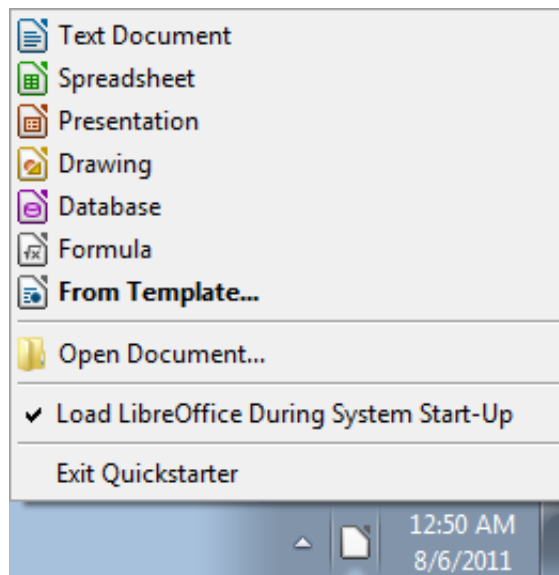 Text Document
Spreadsheet
Presentation
Drawing
Database
Formula
From Template...
Open Document...
Load LibreOffice During System Start-Up
Exit Quickstarter
12:50 AM
8/6/2011